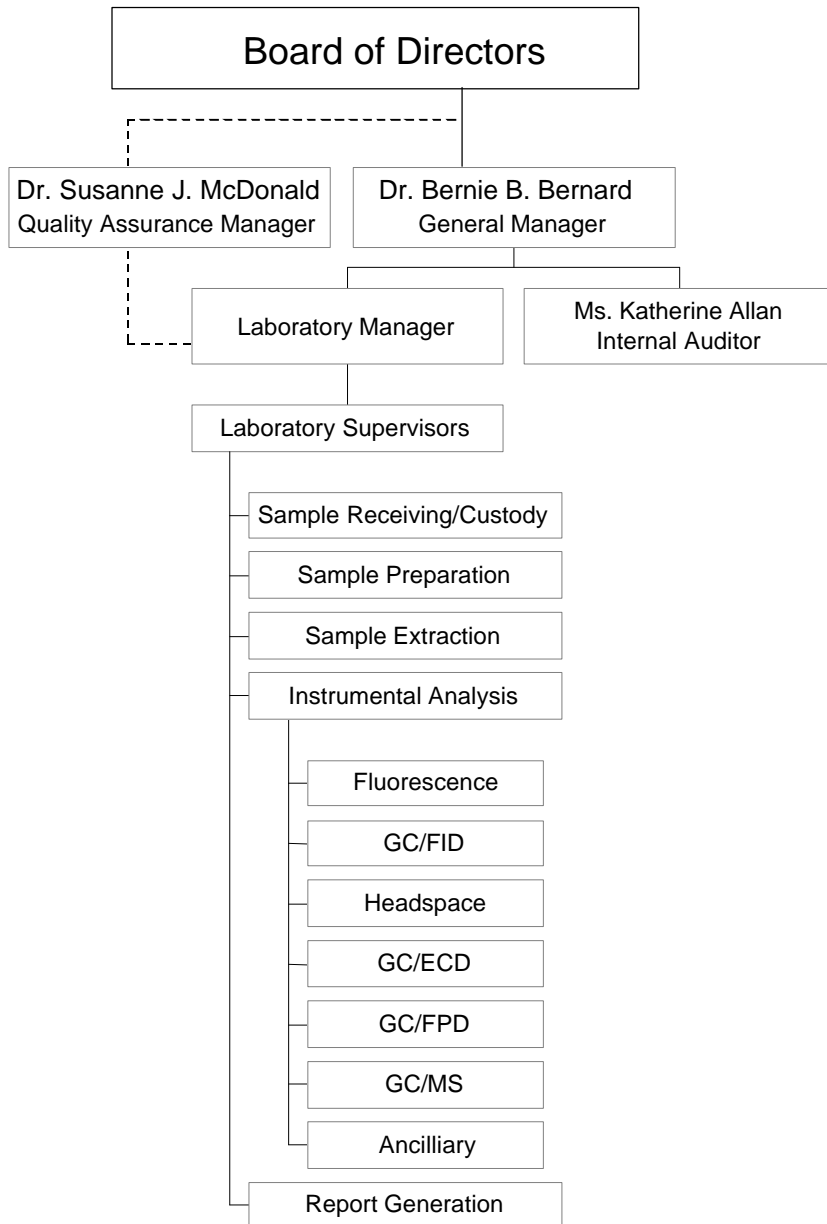 Board of Directors
Dr. Susanne J. McDonald
Quality Assurance Manager
Dr. Bernie B. Bernard
General Manager
Laboratory Manager
Ms. Katherine Allan
Internal Auditor
Laboratory Supervisors
Sample Receiving/Custody
Sample Preparation
Sample Extraction
Instrumental Analysis
Fluorescence
GC/FID
Headspace
GC/ECD
GC/FPD
GC/MS
Ancilliary
Report Generation